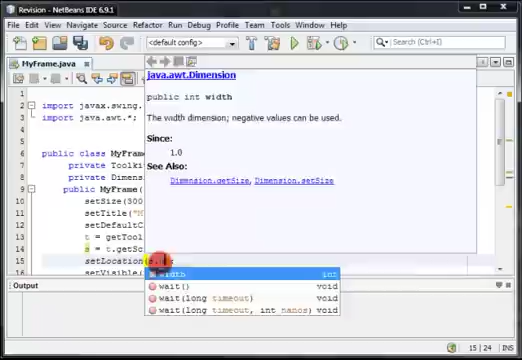 Revision - NetBeans IDE 6.9.1
File Edit View Navigate Source Refactor Run Debug Profile Team Tools Window Help
<default config>
Search (Ctrl+I)
MyFrame.java
java.awt.Dimension
public int width
The width dimension; negative values can be used.
Since:
1.0
See Also:
Dimension.getSize, Dimension.setSize
1
2 import javax.swing.
3 import java.awt.*;
5
6 public class MyFrame
7 private Toolki
8 private Dimens
9 public MyFrame(
10 setSize(300
11 setTitle("M
12 setDefaultC
13 t = getTool
14 s = t.getSc
15 setLocation(s.w
16 setVisible(
width int
wait() void
wait(long timeout) void
wait(long timeout, int nanos) void
Output
15 | 24 INS